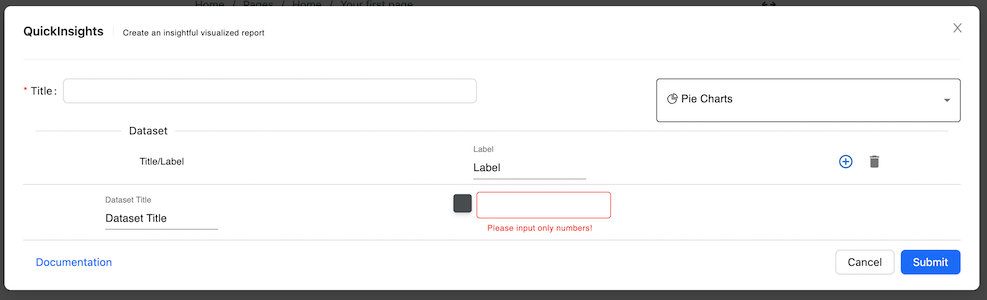 Home / Pages / Home / Your first page
QuickInsights Create an insightful visualized report
* Title :
Pie Charts
Dataset
Title/Label
Label
Label
Dataset Title
Dataset Title
Please input only numbers!
Documentation
Cancel
Submit